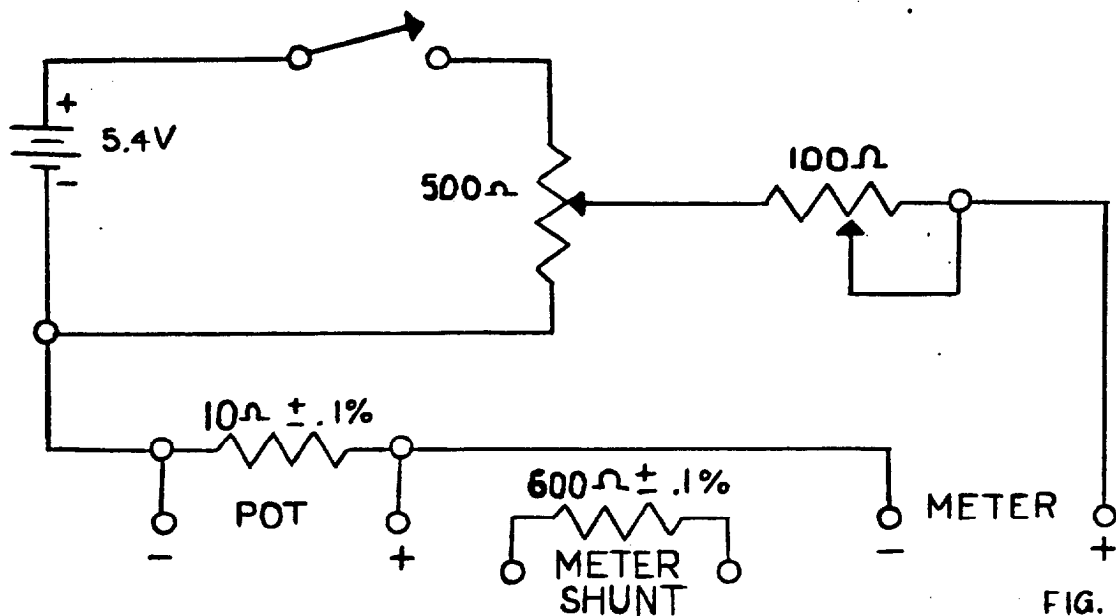 +
5.4V
-
500Ω
100Ω
10Ω ± .1%
POT
-
+
600Ω ± .1%
METER
SHUNT
METER
-
+
FIG.